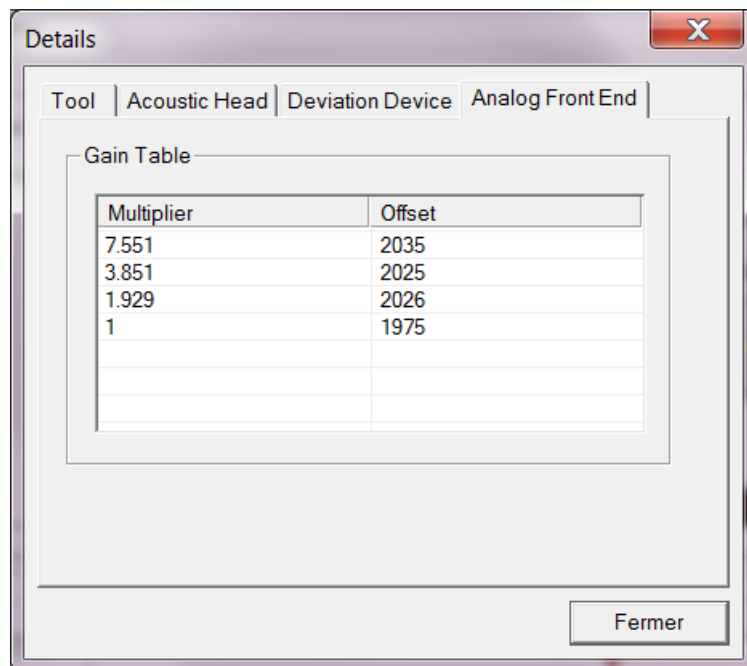 Details
X
Tool Acoustic Head Deviation Device Analog Front End
Gain Table
Multiplier Offset
7.551 2035
3.851 2025
1.929 2026
1 1975
Fermer